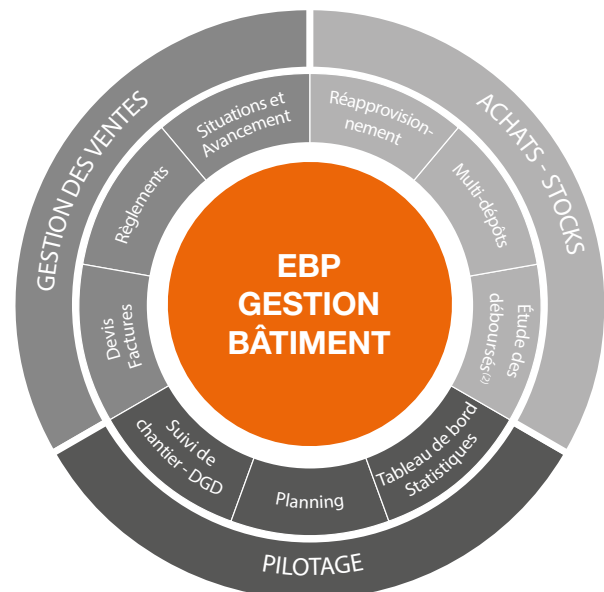 GESTION DES VENTES
ACHATS - STOCKS
PILOTAGE
Situations et
Avancement
Réapprovision-
nement
Règlements
Multi-dépôts
Devis
Factures
Étude des
déboursés(2)
Suivi de
chantier - DGD
Planning
Tableau de bord
Statistiques
EBP
GESTION
BÂTIMENT